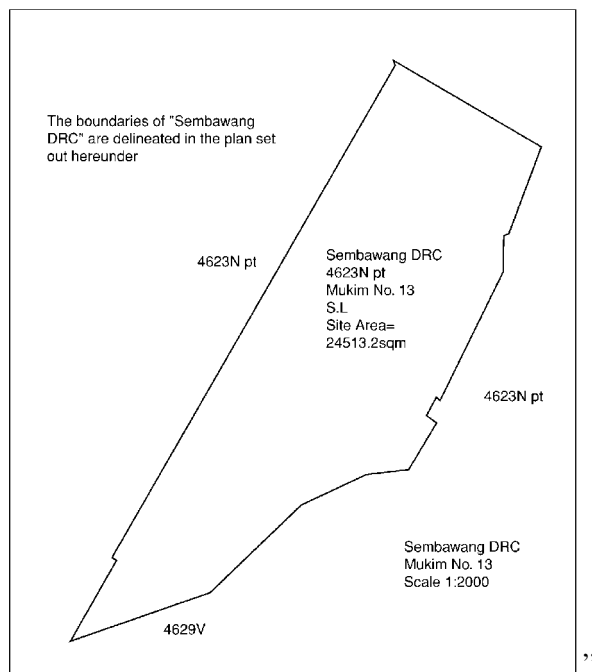 The boundaries of "Sembawang
DRC" are delineated in the plan set
out hereunder
4623N pt
Sembawang DRC
4623N pt
Mukim No. 13
S.L
Site Area=
24513.2sqm
4623N pt
Sembawang DRC
Mukim No. 13
Scale 1:2000
4629V
”